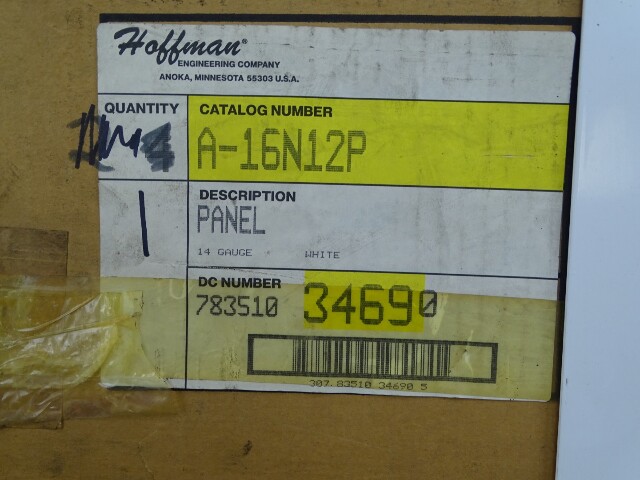 Hoffman®
ENGINEERING COMPANY
ANOKA, MINNESOTA 55303 U.S.A.
QUANTITY
CATALOG NUMBER
A-16N12P
1
DESCRIPTION
PANEL
14 GAUGE WHITE
DC NUMBER
783510 34690
307 83510 34690 5